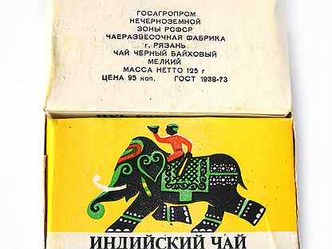 ГОСАГРОПРОМ
НЕЧЕРНОЗЕМНОЙ
ЗОНЫ РСФСР
ЧАЕРАЗВЕСОЧНАЯ ФАБРИКА
г. РЯЗАНЬ
ЧАЙ ЧЕРНЫЙ БАЙХОВЫЙ
МЕЛКИЙ
МАССА НЕТТО 125 г
ЦЕНА 95 коп. ГОСТ 1938-73
ИНДИЙСКИЙ ЧАЙ